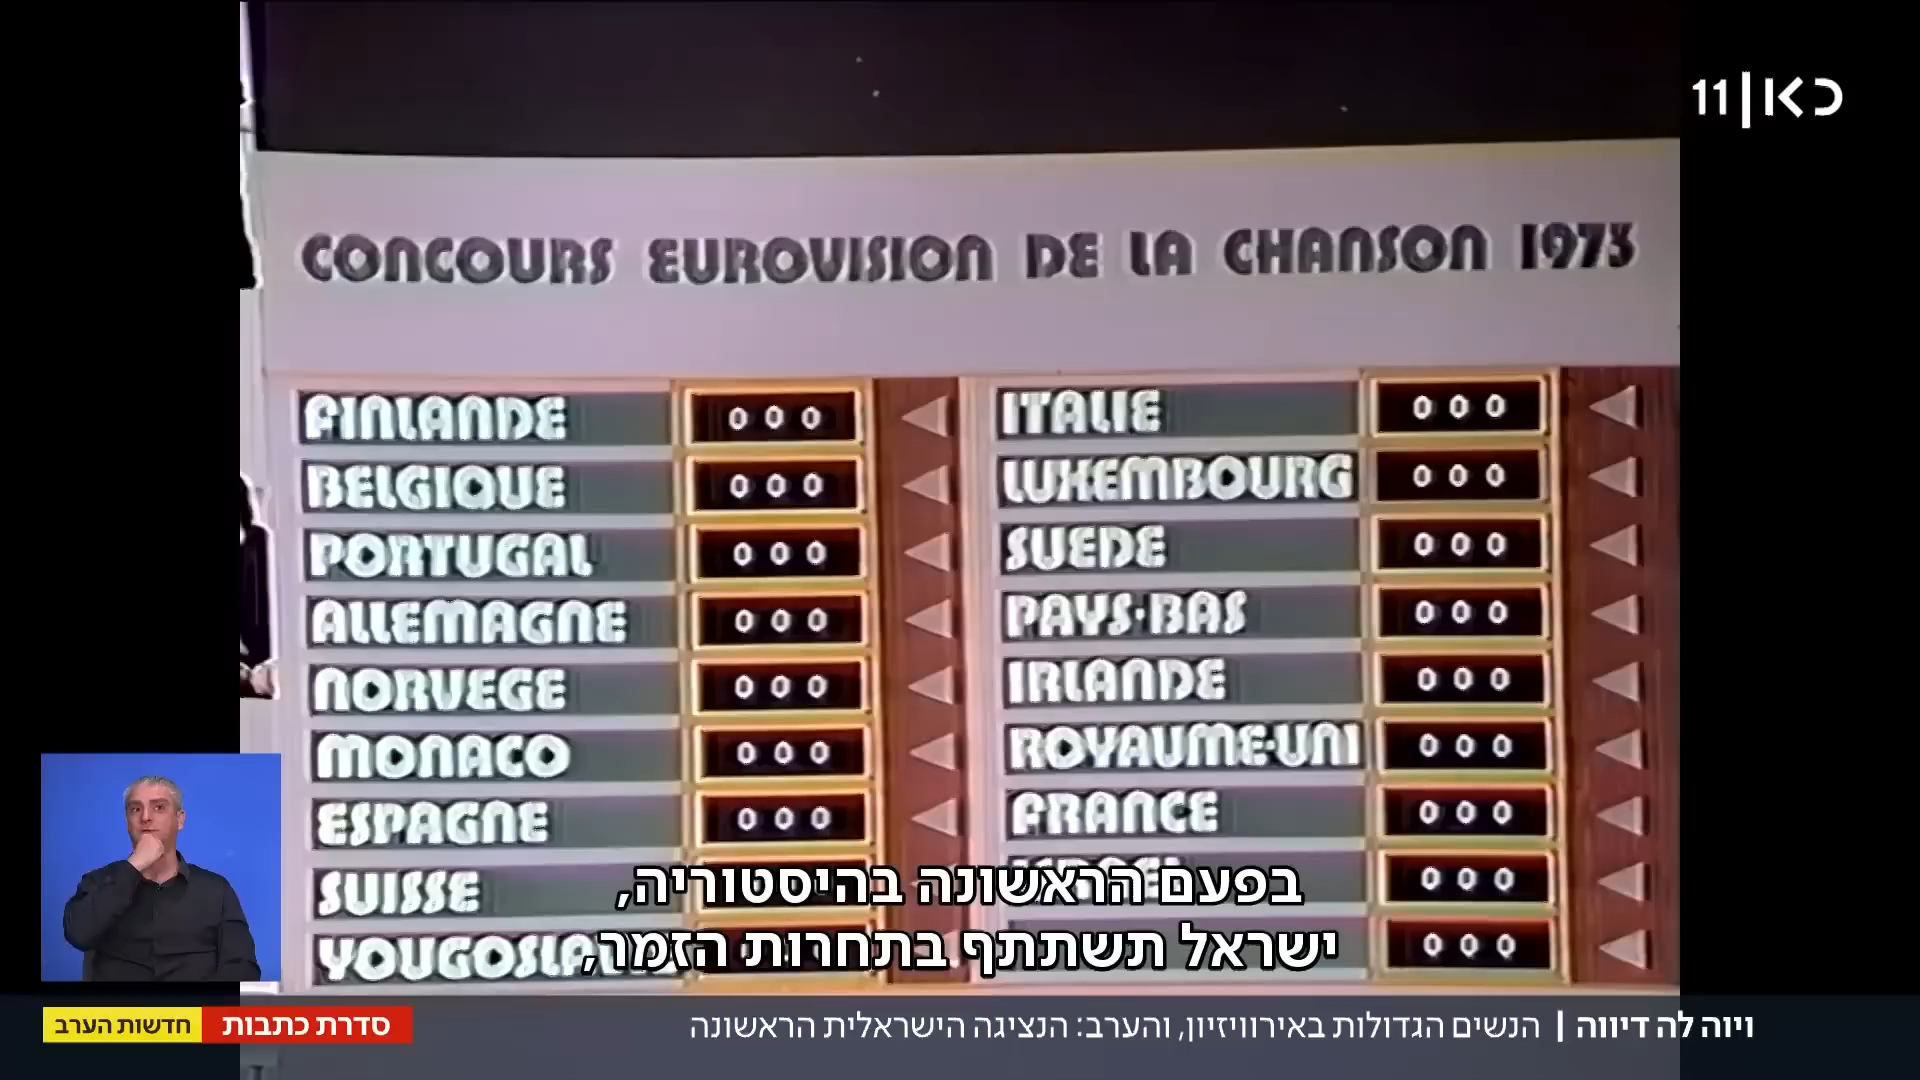 כאן|11
CONCOURS EUROVISION DE LA CHANSON 1973
FINLANDE 000
BELGIQUE 000
PORTUGAL 000
ALLEMAGNE 000
NORVEGE 000
MONACO 000
ESPAGNE 000
SUISSE
ITALIE 000
LUXEMBOURG 000
SUEDE 000
PAYS-BAS 000
IRLANDE 000
ROYAUME-UNI 000
FRANCE 000
000
000
בפעם הראשונה בהיסטוריה,
ישראל תשתתף בתחרות הזמר,
ויוה לה דיווה | הנשים הגדולות באירוויזיון, והערב: הנציגה הישראלית הראשונה
סדרת כתבות
חדשות הערב